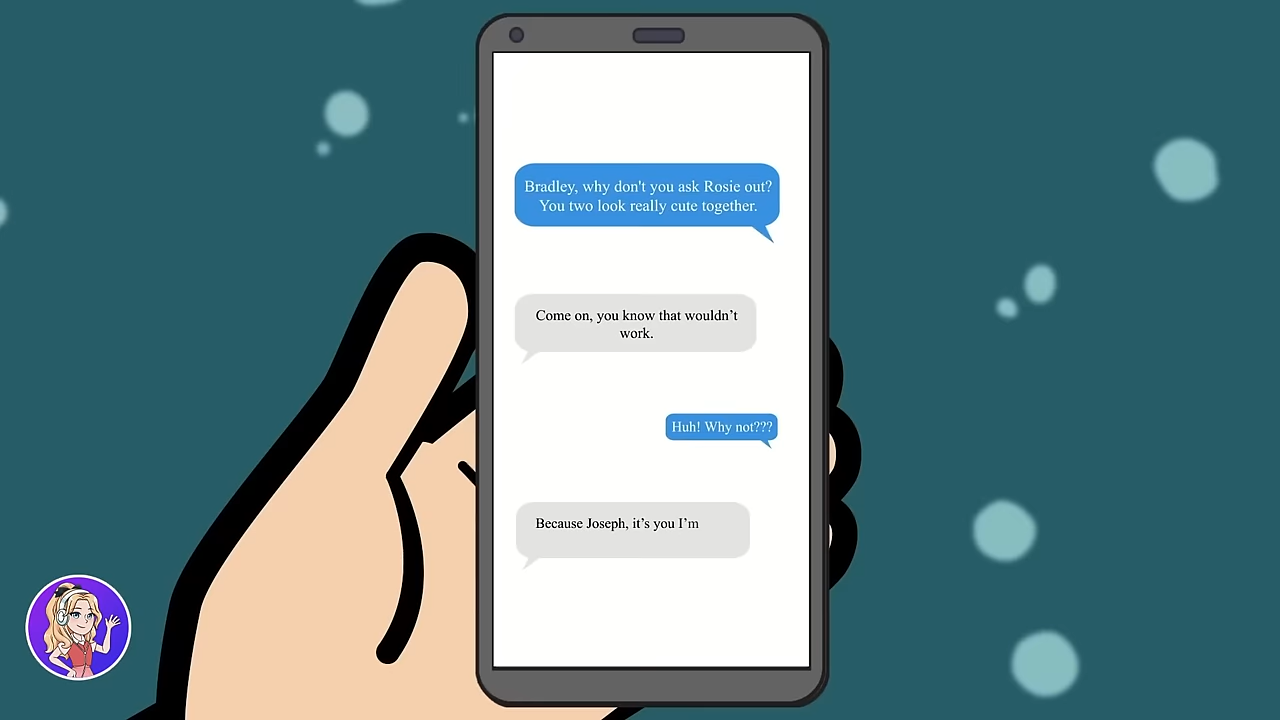 Bradley, why don't you ask Rosie out?
You two look really cute together.
Come on, you know that wouldn’t
work.
Huh! Why not???
Because Joseph, it’s you I’m